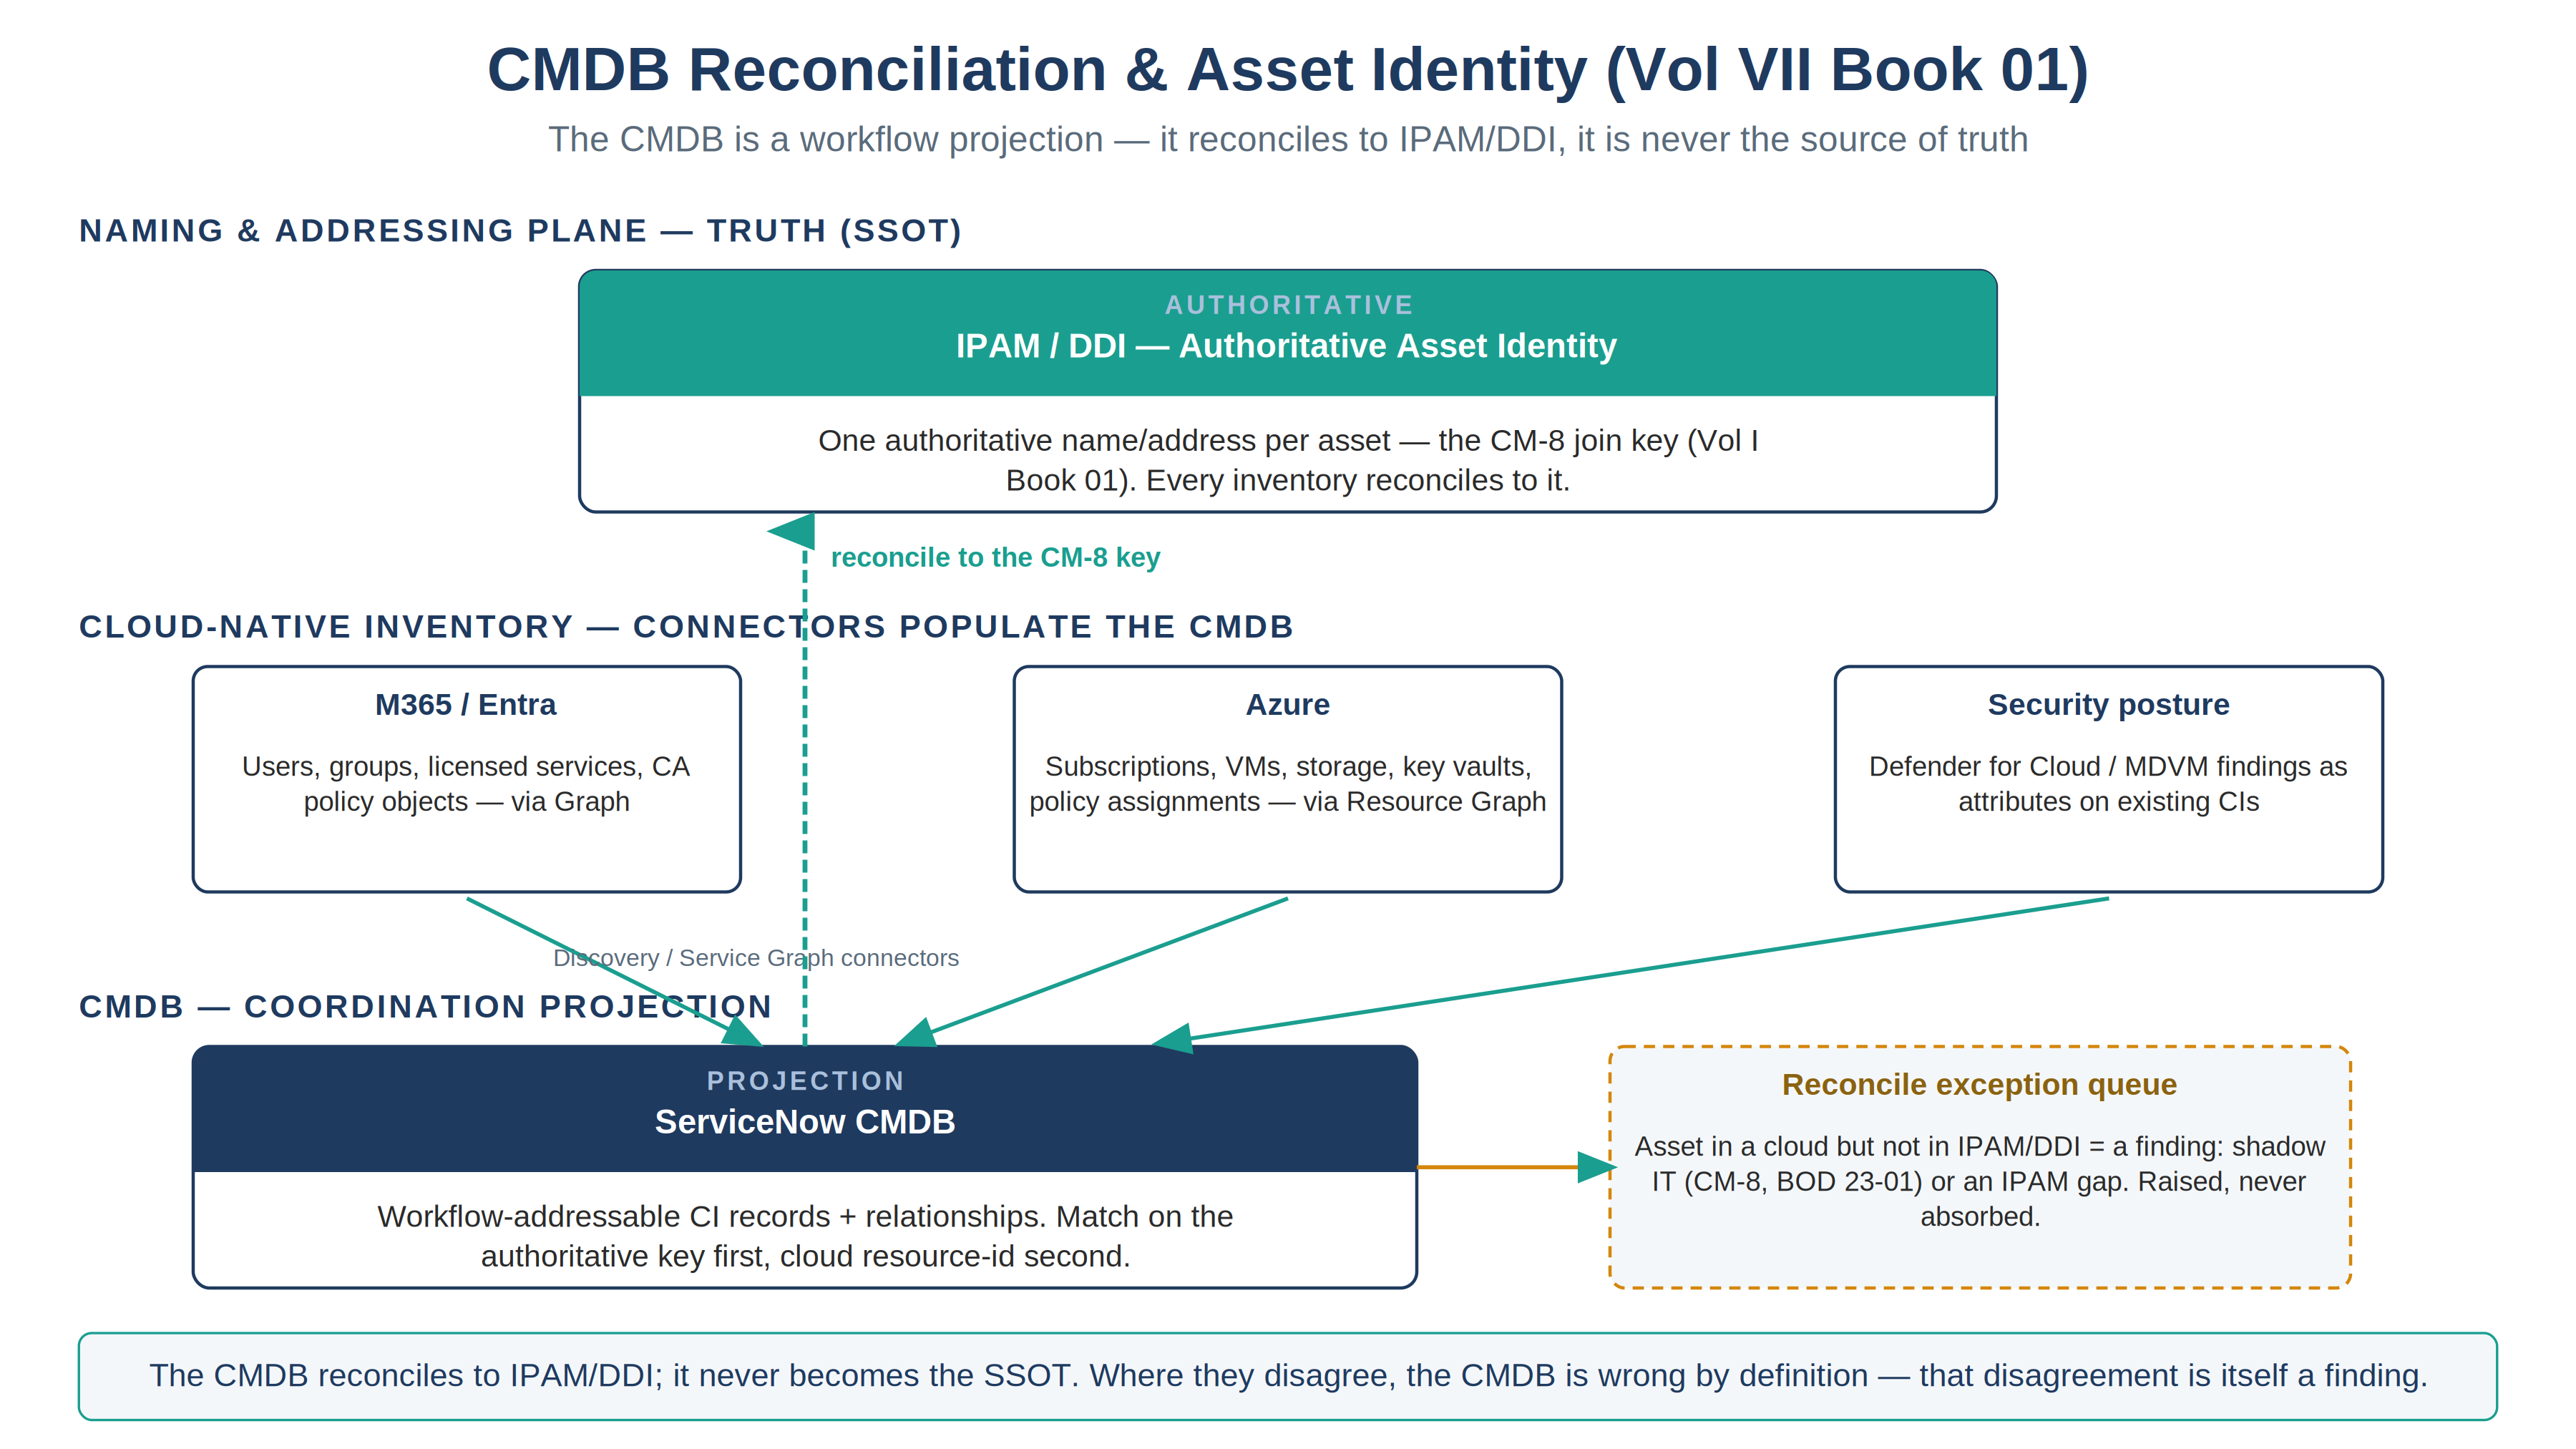 CMDB Reconciliation & Asset Identity (Vol VII Book 01)
The CMDB is a workflow projection — it reconciles to IPAM/DDI, it is never the source of truth
NAMING & ADDRESSING PLANE — TRUTH (SSOT)
AUTHORITATIVE
IPAM / DDI — Authoritative Asset Identity
One authoritative name/address per asset — the CM-8 join key (Vol I
Book 01). Every inventory reconciles to it.
reconcile to the CM-8 key
CLOUD-NATIVE INVENTORY — CONNECTORS POPULATE THE CMDB
M365 / Entra
Users, groups, licensed services, CA
policy objects — via Graph
Azure
Subscriptions, VMs, storage, key vaults,
policy assignments — via Resource Graph
Security posture
Defender for Cloud / MDVM findings as
attributes on existing CIs
Discovery / Service Graph connectors
CMDB — COORDINATION PROJECTION
PROJECTION
ServiceNow CMDB
Workflow-addressable CI records + relationships. Match on the
authoritative key first, cloud resource-id second.
Reconcile exception queue
Asset in a cloud but not in IPAM/DDI = a finding: shadow
IT (CM-8, BOD 23-01) or an IPAM gap. Raised, never
absorbed.
The CMDB reconciles to IPAM/DDI; it never becomes the SSOT. Where they disagree, the CMDB is wrong by definition — that disagreement is itself a finding.